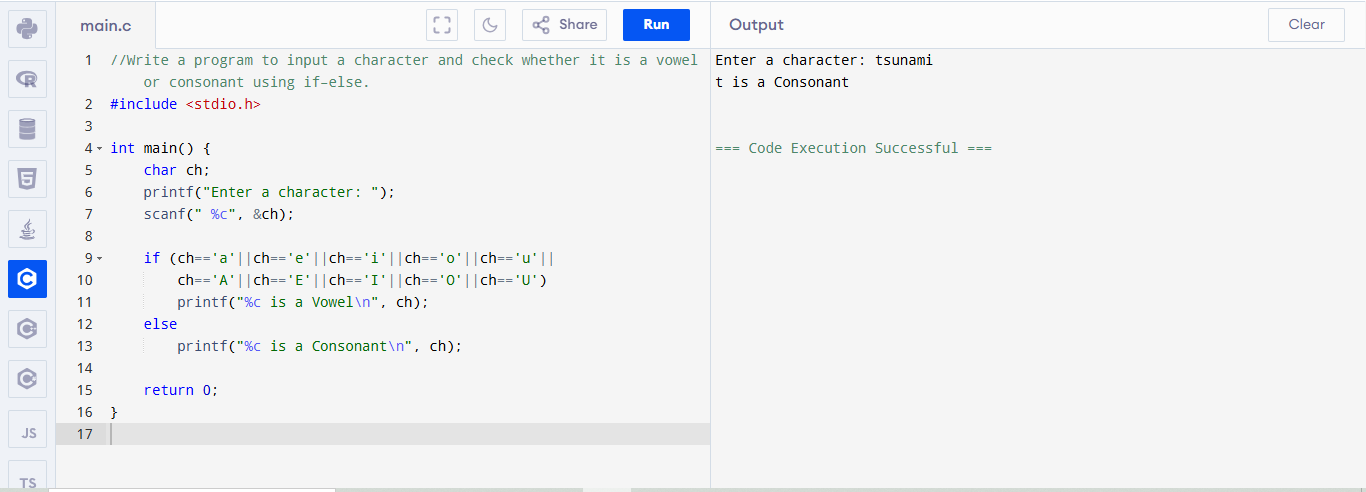 main.c
Share
Run
Output
Clear
1 //Write a program to input a character and check whether it is a vowel
or consonant using if-else.
2 #include <stdio.h>
3
4 int main() {
5 char ch;
6 printf("Enter a character: ");
7 scanf(" %c", &ch);
8
9 if (ch=='a'||ch=='e'||ch=='i'||ch=='o'||ch=='u'||
10 ch=='A'||ch=='E'||ch=='I'||ch=='O'||ch=='U')
11 printf("%c is a Vowel\n", ch);
12 else
13 printf("%c is a Consonant\n", ch);
14
15 return 0;
16 }
17
Enter a character: tsunami
t is a Consonant
=== Code Execution Successful ===
JS
TS